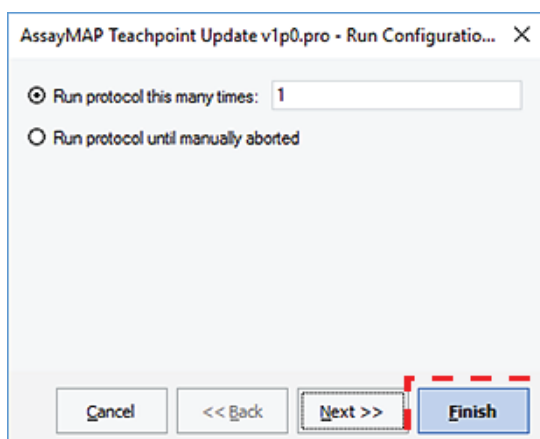 AssayMAP Teachpoint Update v1p0.pro - Run Configuratio...
Run protocol this many times: 1
Run protocol until manually aborted
Cancel << Back Next >> Finish